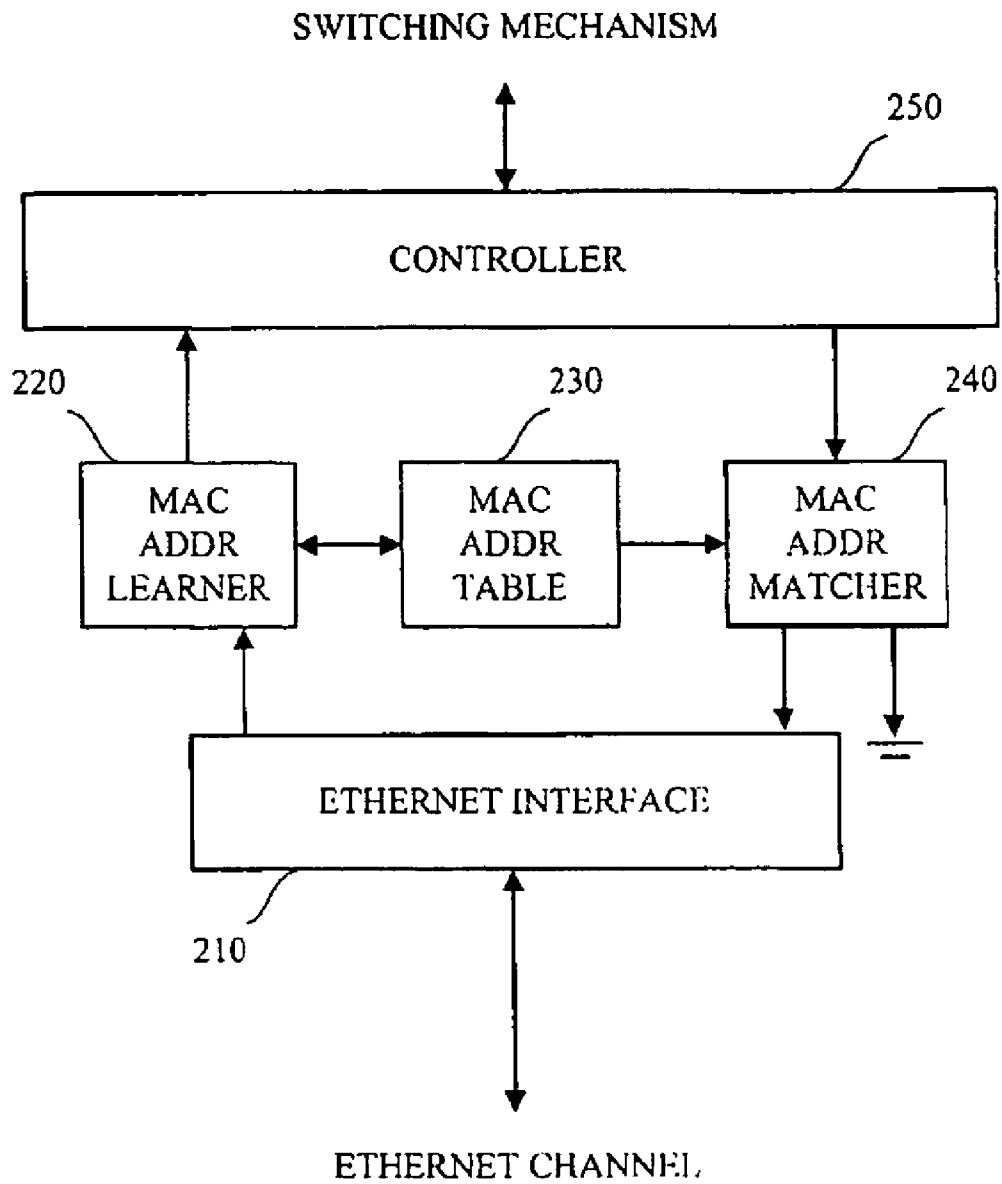 SWITCHING MECHANISM
250
CONTROLLER
220
230
240
MAC
ADDR
LEARNER
MAC
ADDR
TABLE
MAC
ADDR
MATCHER
ETHERNET INTERFACE
210
ETHERNET CHANNEL